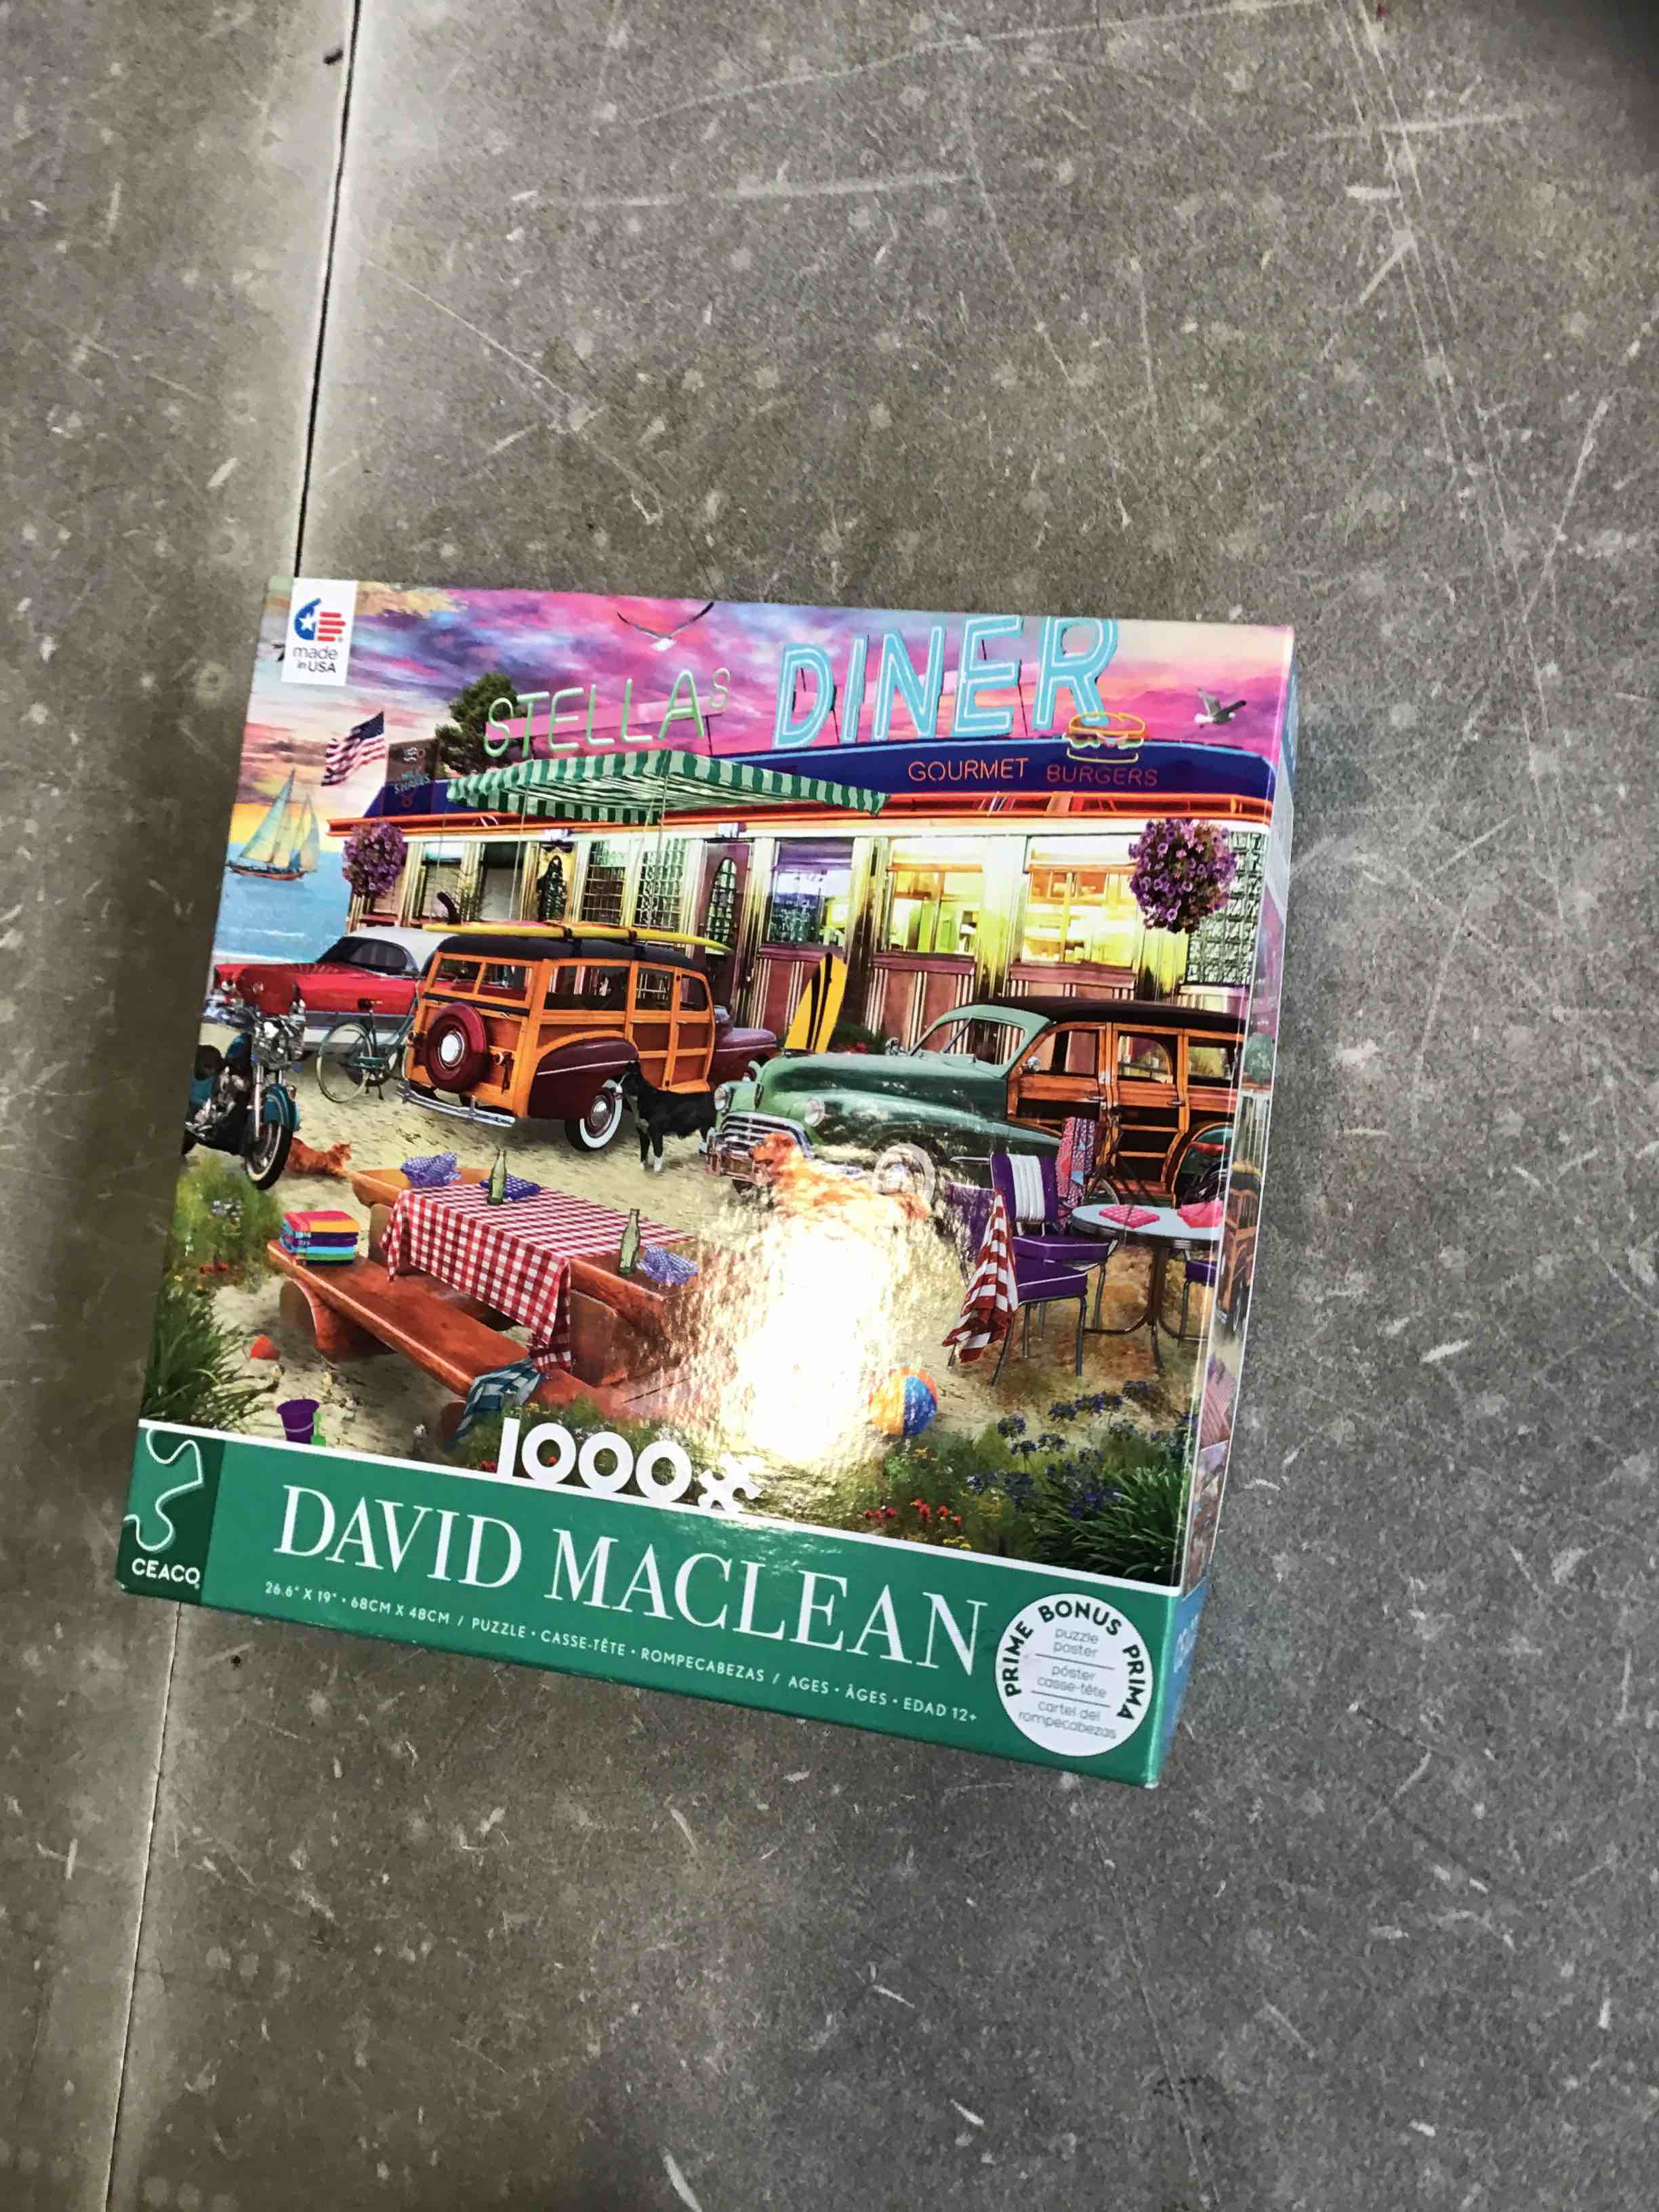 made
in USA
STELLAS DINER
GOURMET BURGERS
1000
DAVID MACLEAN
CEACO
26.6" X 19" • 68CM X 48CM / PUZZLE • CASSE-TÊTE • ROMPECABEZAS / AGES • ÂGES • EDAD 12+
BONUS PRIME PRIMA
puzzle
poster
póster
casse-tête
cartel del
rompecabezas